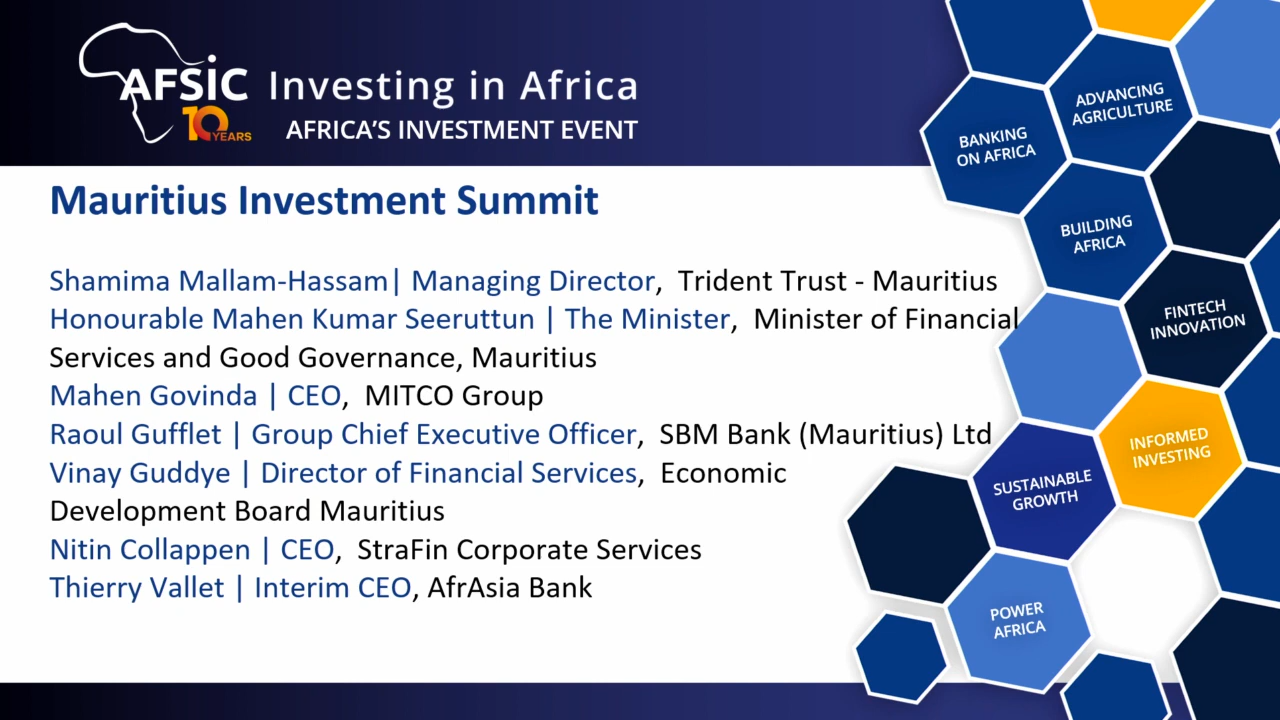 AFSIC
10 YEARS
Investing in Africa
AFRICA'S INVESTMENT EVENT
Mauritius Investment Summit
Shamima Mallam-Hassam| Managing Director, Trident Trust - Mauritius
Honourable Mahen Kumar Seeruttun | The Minister, Minister of Financial
Services and Good Governance, Mauritius
Mahen Govinda | CEO, MITCO Group
Raoul Gufflet | Group Chief Executive Officer, SBM Bank (Mauritius) Ltd
Vinay Guddye | Director of Financial Services, Economic
Development Board Mauritius
Nitin Collappen | CEO, StraFin Corporate Services
Thierry Vallet | Interim CEO, AfrAsia Bank
ADVANCING
AGRICULTURE
BANKING
ON AFRICA
BUILDING
AFRICA
FINTECH
INNOVATION
INFORMED
INVESTING
SUSTAINABLE
GROWTH
POWER
AFRICA